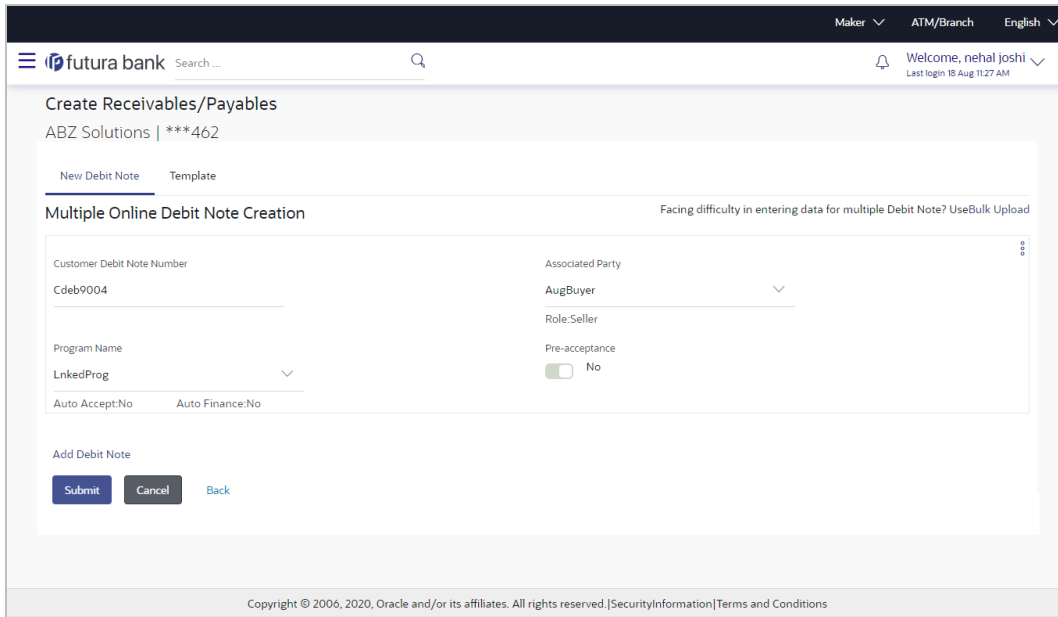 Maker ATM/Branch English
futura bank Search ... Welcome, nehal joshi
Last login 18 Aug 11:27 AM
Create Receivables/Payables
ABZ Solutions | ***462
New Debit Note Template
Multiple Online Debit Note Creation Facing difficulty in entering data for multiple Debit Note? UseBulk Upload
Customer Debit Note Number Associated Party
Cdeb9004 AugBuyer
Role:Seller
Program Name Pre-acceptance
LnkedProg No
Auto Accept:No Auto Finance:No
Add Debit Note
Submit Cancel Back
Copyright © 2006, 2020, Oracle and/or its affiliates. All rights reserved.|SecurityInformation|Terms and Conditions